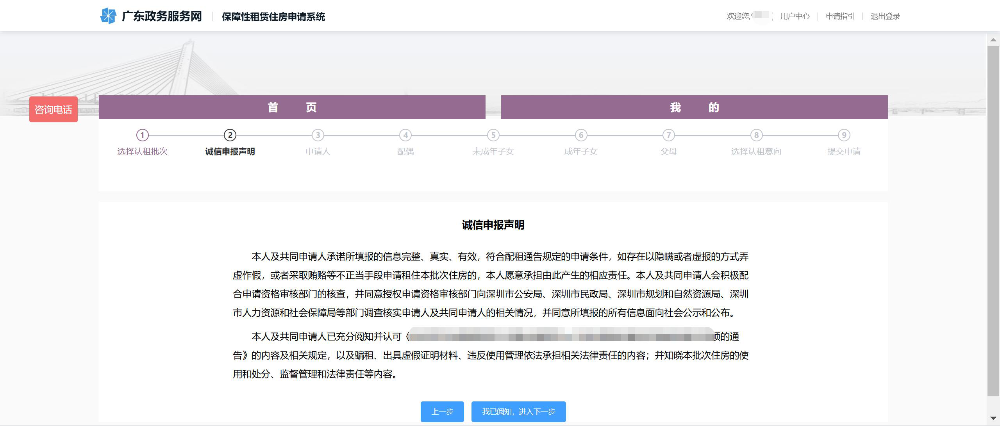 广东政务服务网 保障性租赁住房申请系统 欢迎您,* 用户中心 申请指引 退出登录
咨询电话
首 页 我 的
1 2 3 4 5 6 7 8 9
选择认租批次 诚信申报声明 申请人 配偶 未成年子女 成年子女 父母 选择认租意向 提交申请
诚信申报声明
本人及共同申请人承诺所填报的信息完整、真实、有效，符合配租通告规定的申请条件，如存在以隐瞒或者虚报的方式弄
虚作假，或者采取贿赂等不正当手段申请租住本批次住房的，本人愿意承担由此产生的相应责任。本人及共同申请人会积极配
合申请资格审核部门的核查，并同意授权申请资格审核部门向深圳市公安局、深圳市民政局、深圳市规划和自然资源局、深圳
市人力资源和社会保障局等部门调查核实申请人及共同申请人的相关情况，并同意所填报的所有信息面向社会公示和公布。
本人及共同申请人已充分阅知并认可《 的通
告》的内容及相关规定，以及骗租、出具虚假证明材料、违反使用管理依法承担相关法律责任的内容；并知晓本批次住房的使
用和处分、监督管理和法律责任等内容。
上一步 我已阅知，进入下一步